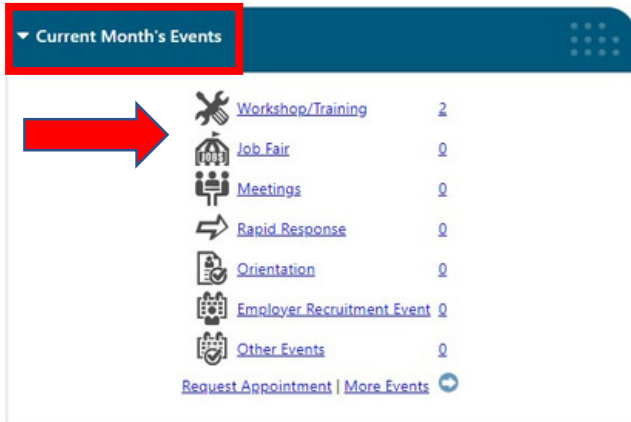 Current Month's Events
Workshop/Training 2
JOBS
Job Fair 0
Meetings 0
Rapid Response 0
Orientation 0
Employer Recruitment Event 0
Other Events 0
Request Appointment | More Events